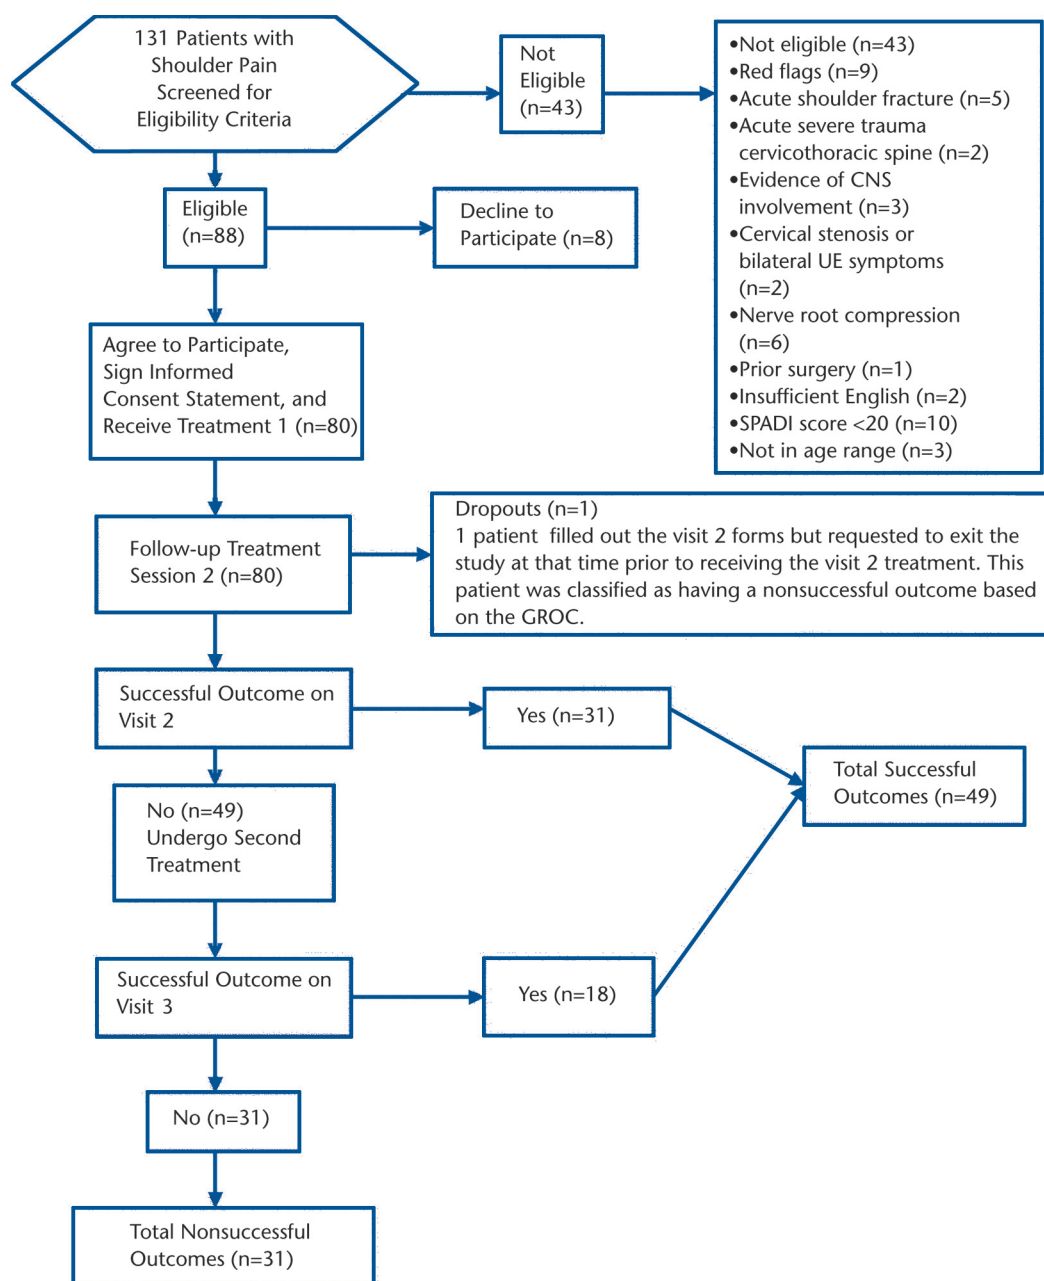 131 Patients with
Shoulder Pain
Screened for
Eligibility Criteria
Not
Eligible
(n=43)
•Not eligible (n=43)
•Red flags (n=9)
•Acute shoulder fracture (n=5)
•Acute severe trauma
cervicothoracic spine (n=2)
•Evidence of CNS
involvement (n=3)
•Cervical stenosis or
bilateral UE symptoms
(n=2)
•Nerve root compression
(n=6)
•Prior surgery (n=1)
•Insufficient English (n=2)
•SPADI score <20 (n=10)
•Not in age range (n=3)
Eligible
(n=88)
Decline to
Participate (n=8)
Agree to Participate,
Sign Informed
Consent Statement, and
Receive Treatment 1 (n=80)
Follow-up Treatment
Session 2 (n=80)
Dropouts (n=1)
1 patient filled out the visit 2 forms but requested to exit the
study at that time prior to receiving the visit 2 treatment. This
patient was classified as having a nonsuccessful outcome based
on the GROC.
Successful Outcome on
Visit 2
Yes (n=31)
Total Successful
Outcomes (n=49)
No (n=49)
Undergo Second
Treatment
Successful Outcome on
Visit 3
Yes (n=18)
No (n=31)
Total Nonsuccessful
Outcomes (n=31)